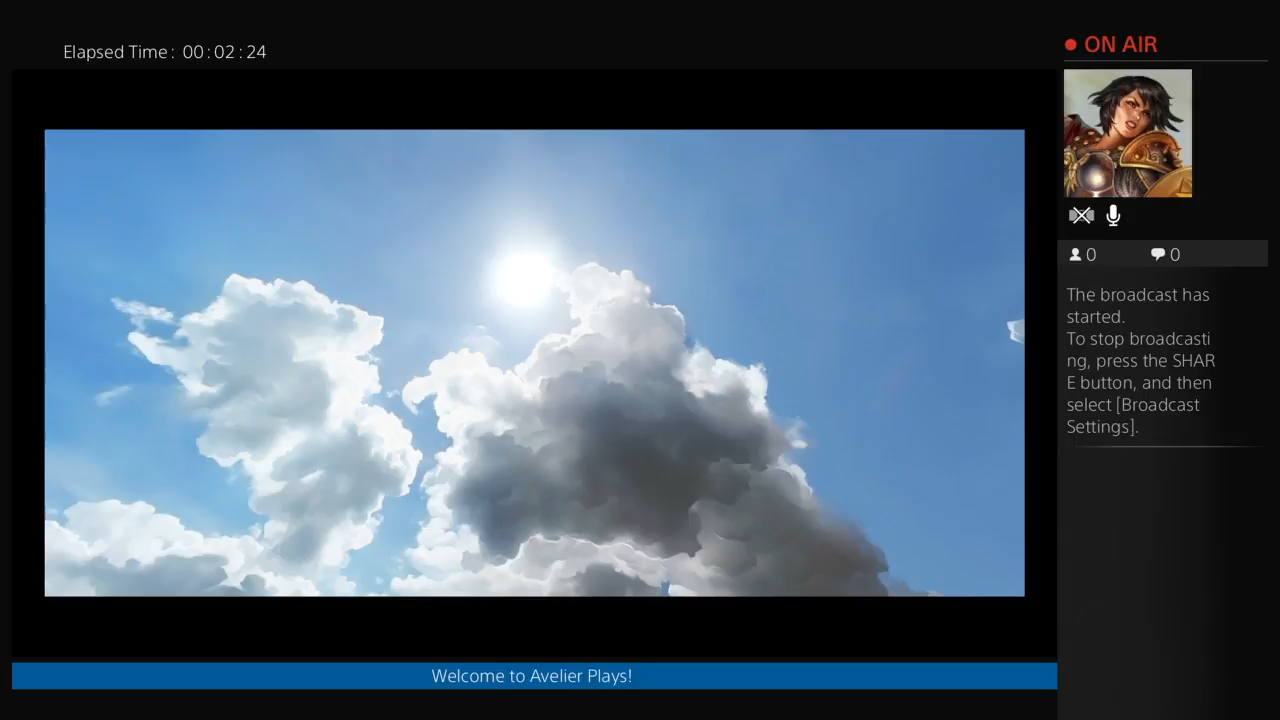 Elapsed Time: 00:02:24
ON AIR
0 0
The broadcast has
started.
To stop broadcasti
ng, press the SHAR
E button, and then
select [Broadcast
Settings].
Welcome to Avelier Plays!